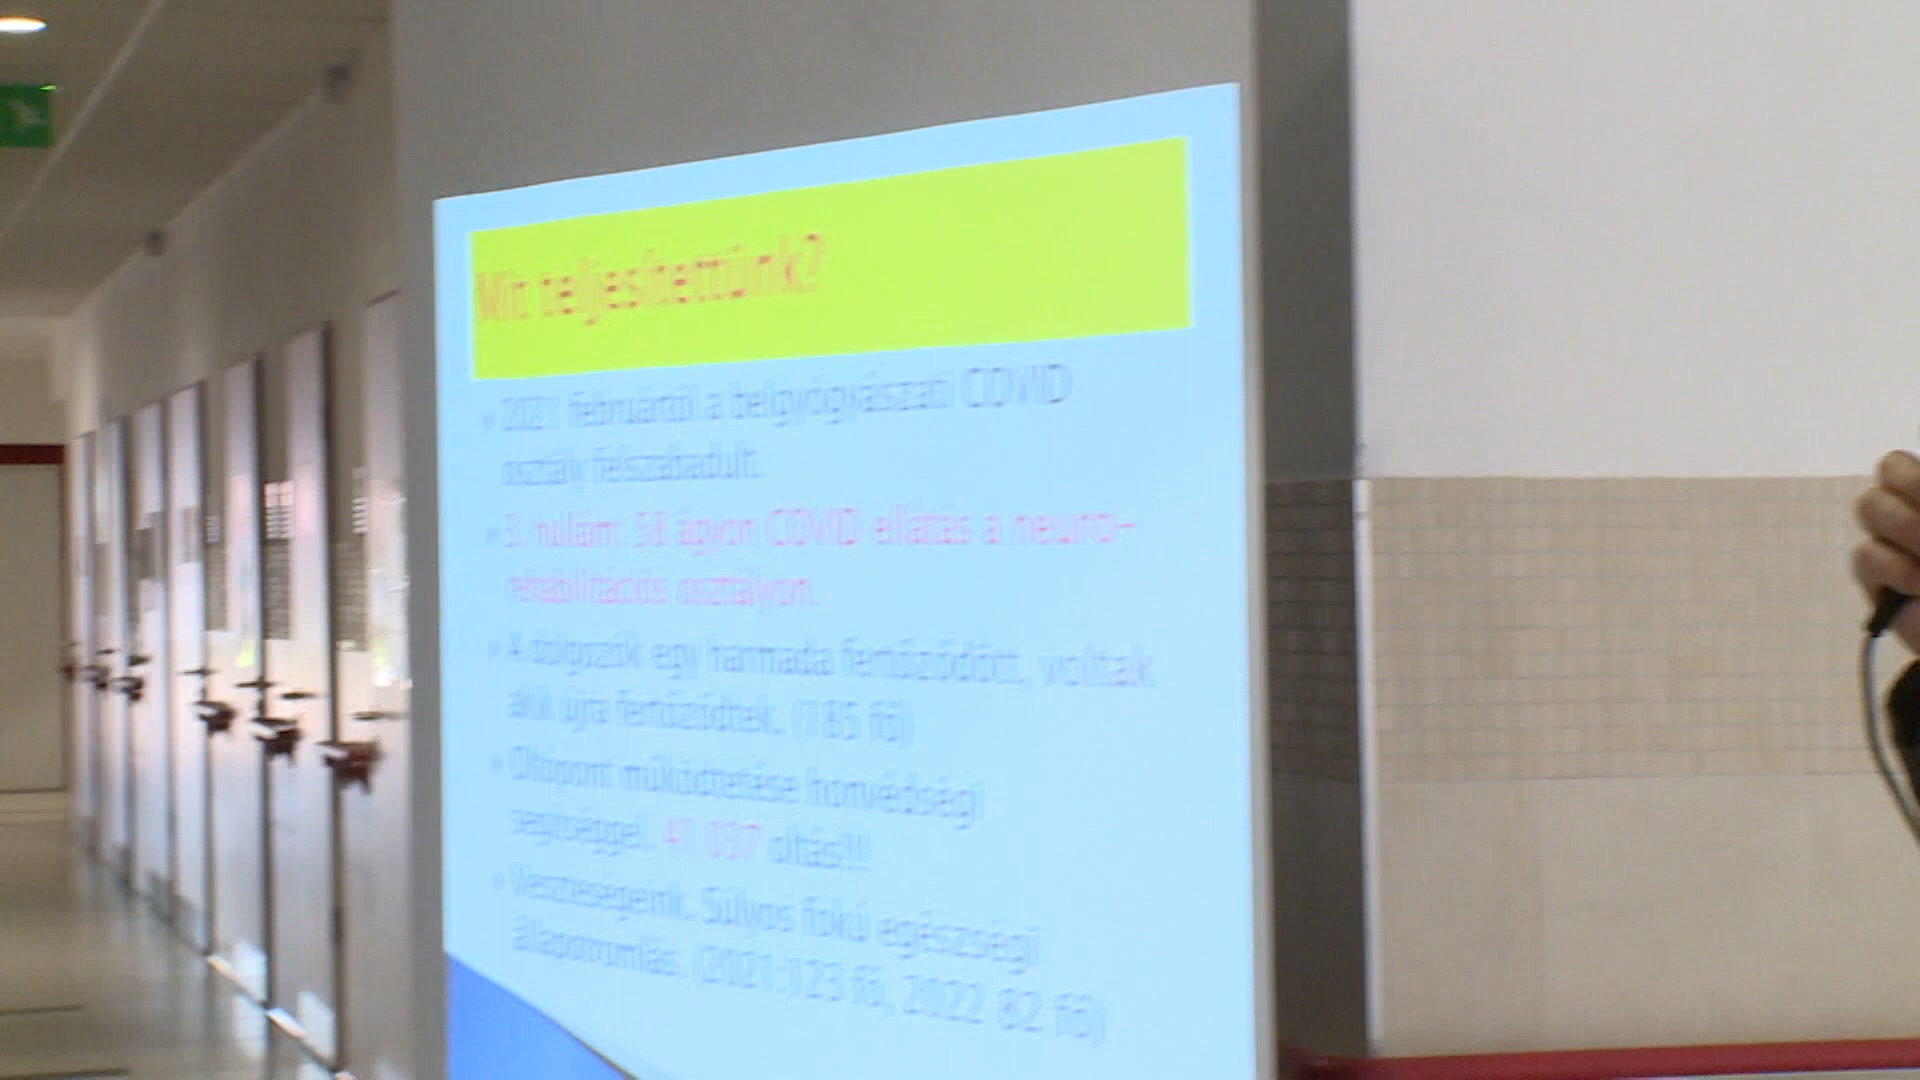 Mit teljesítettünk?
2021 februártól a belgyógyászati COVID
osztály felszabadult.
3. hullám: 58 ágyon COVID ellátás a neuro-
rehabilitációs osztályon.
A dolgozók egy harmada fertőződött, voltak
akik újra fertőződtek. (185 fő)
Oltópont működtetése honvédségi
segítséggel. 41 037 oltás!!!
Veszteségeink. Súlyos fokú egészségi
állapotromlás. (2021:123 fő, 2022 82 fő)